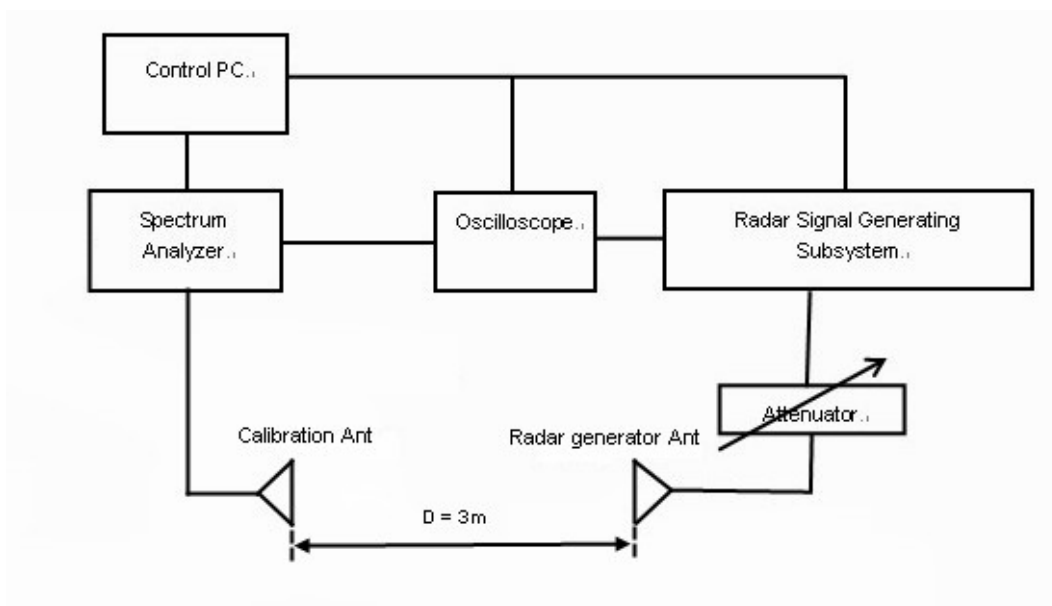 Control PC
Spectrum
Analyzer
Oscilloscope
Radar Signal Generating
Subsystem
Attenuator
Calibration Ant
Radar generator Ant
D = 3m